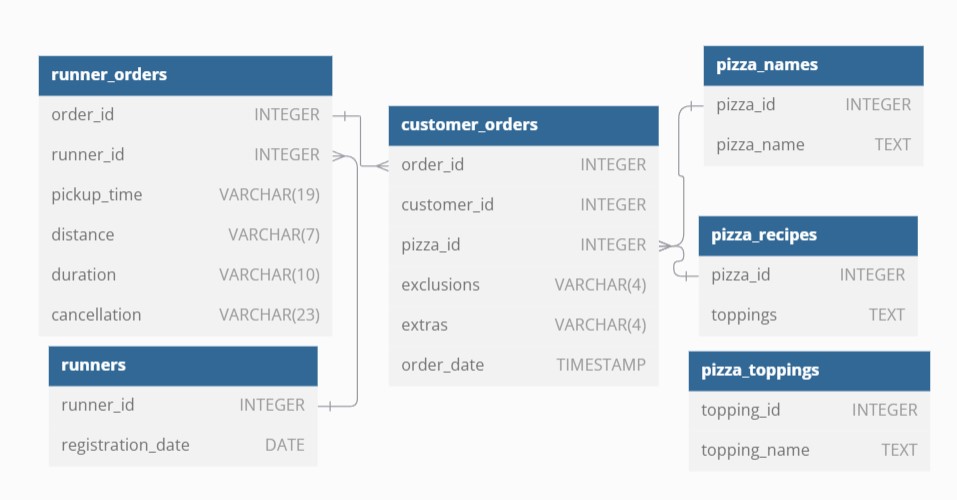 runner_orders
order_id INTEGER
runner_id INTEGER
pickup_time VARCHAR(19)
distance VARCHAR(7)
duration VARCHAR(10)
cancellation VARCHAR(23)
runners
runner_id INTEGER
registration_date DATE
customer_orders
order_id INTEGER
customer_id INTEGER
pizza_id INTEGER
exclusions VARCHAR(4)
extras VARCHAR(4)
order_date TIMESTAMP
pizza_names
pizza_id INTEGER
pizza_name TEXT
pizza_recipes
pizza_id INTEGER
toppings TEXT
pizza_toppings
topping_id INTEGER
topping_name TEXT